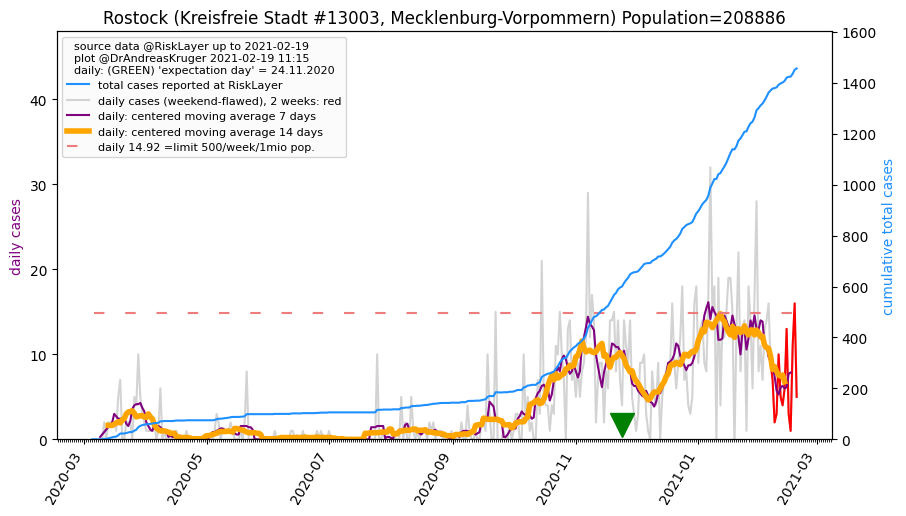 Rostock (Kreisfreie Stadt #13003, Mecklenburg-Vorpommern) Population=208886
source data @RiskLayer up to 2021-02-19
plot @DrAndreasKruger 2021-02-19 11:15
daily: (GREEN) 'expectation day' = 24.11.2020
total cases reported at RiskLayer
daily cases (weekend-flawed), 2 weeks: red
daily: centered moving average 7 days
daily: centered moving average 14 days
daily 14.92 =limit 500/week/1mio pop.
daily cases
40
30
20
10
0
cumulative total cases
1600
1400
1200
1000
800
600
400
200
0
2020-03
2020-05
2020-07
2020-09
2020-11
2021-01
2021-03